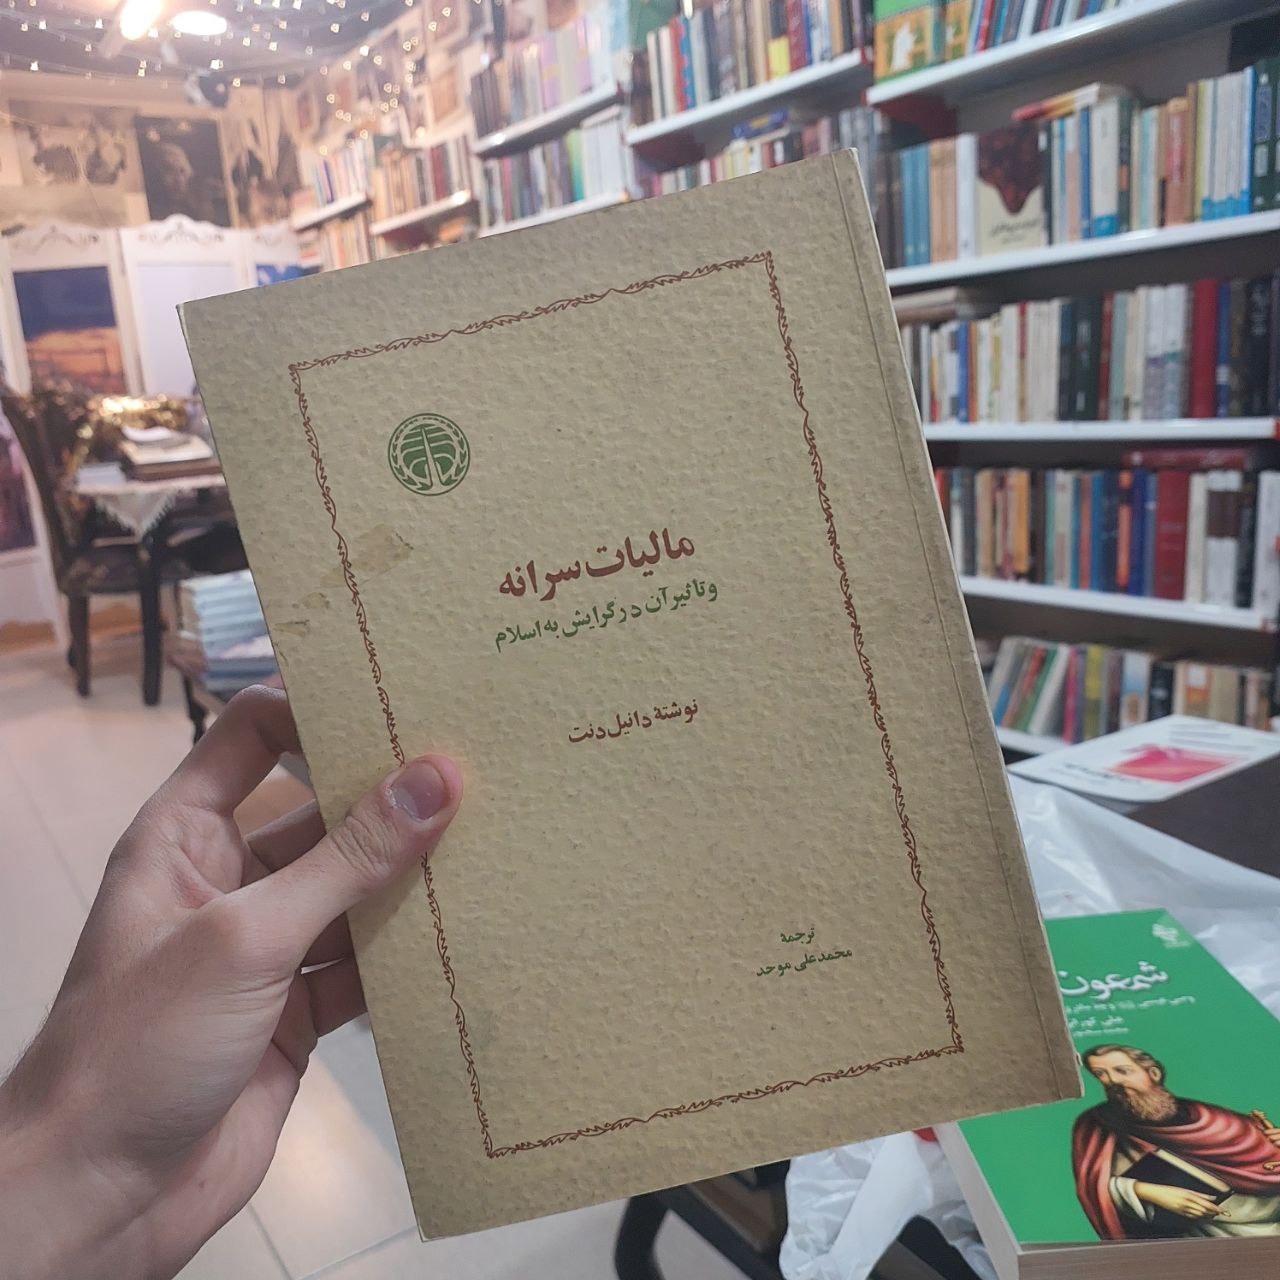 مالیات سرانه
و تاثیر آن در گرایش به اسلام
نوشتهٔ دانیل دنت
ترجمهٔ
محمدعلی موحد
شمعون